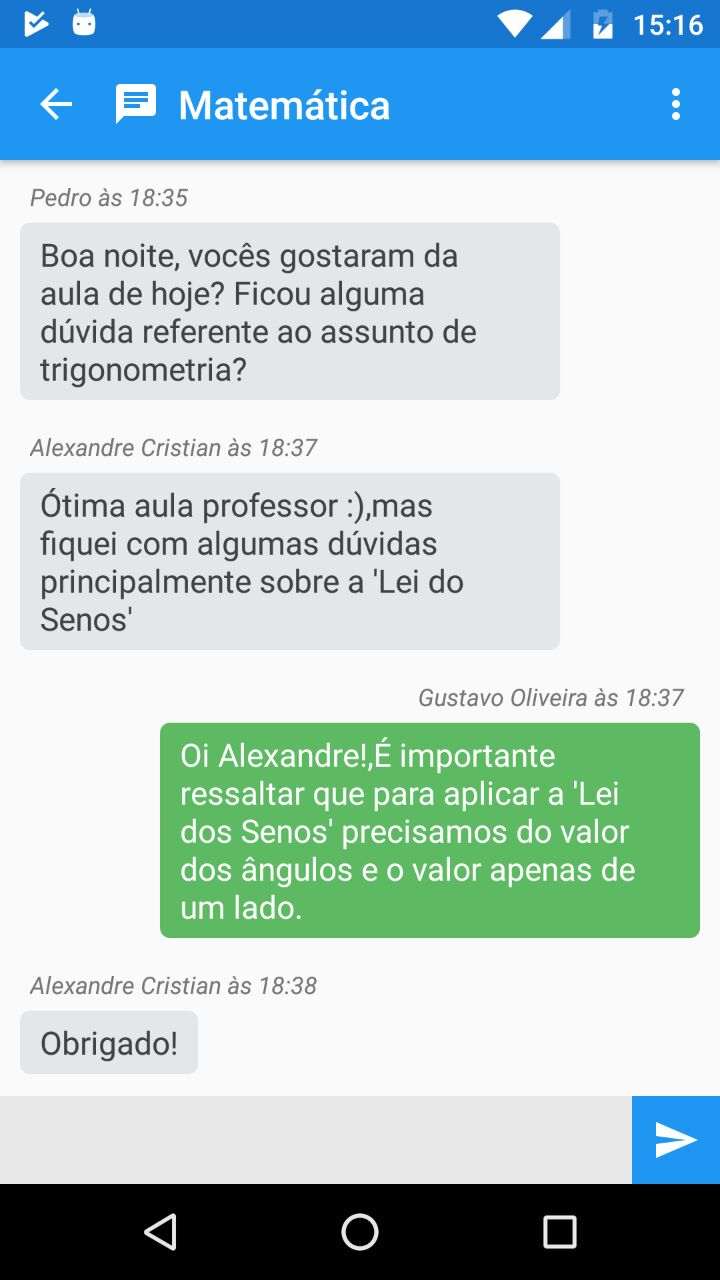 15:16
Matemática
Pedro às 18:35
Boa noite, vocês gostaram da
aula de hoje? Ficou alguma
dúvida referente ao assunto de
trigonometria?
Alexandre Cristian às 18:37
Ótima aula professor :),mas
fiquei com algumas dúvidas
principalmente sobre a 'Lei do
Senos'
Gustavo Oliveira às 18:37
Oi Alexandre!,É importante
ressaltar que para aplicar a 'Lei
dos Senos' precisamos do valor
dos ângulos e o valor apenas de
um lado.
Alexandre Cristian às 18:38
Obrigado!